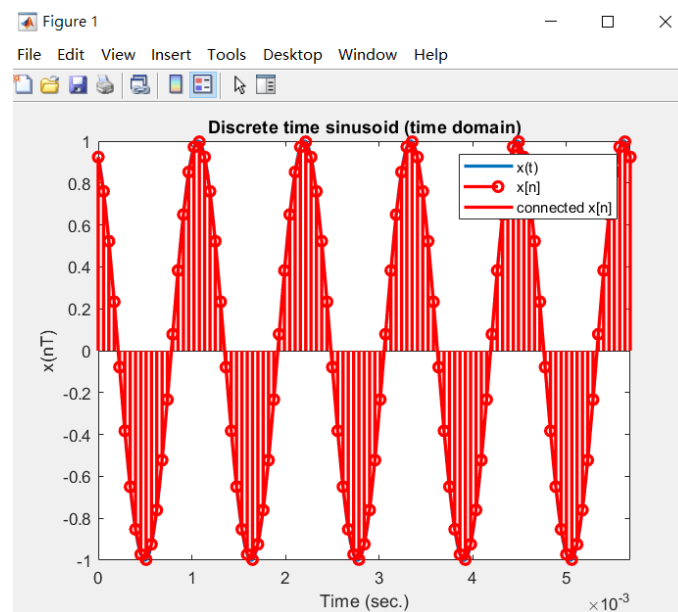 Figure 1
File Edit View Insert Tools Desktop Window Help
Discrete time sinusoid (time domain)
1
0.8
0.6
0.4
0.2
0
-0.2
-0.4
-0.6
-0.8
-1
x(nT)
x(t)
x[n]
connected x[n]
0 1 2 3 4 5
×10⁻³
Time (sec.)